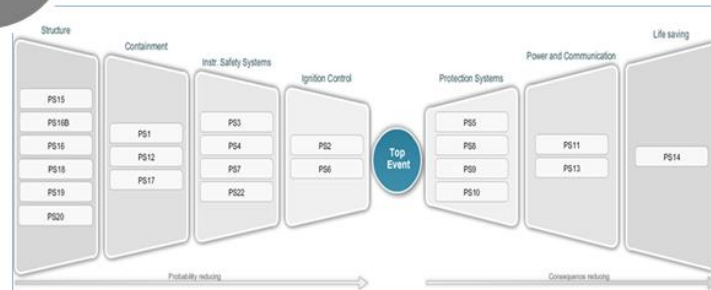 Structure
PS15
PS16B
PS16
PS18
PS19
PS20
Containment
PS1
PS12
PS17
Instr. Safety Systems
PS3
PS4
PS7
PS22
Ignition Control
PS2
PS6
Top
Event
Protection Systems
PS5
PS8
PS9
PS10
Power and Communication
PS11
PS13
Life saving
PS14
Probability reducing
Consequence reducing